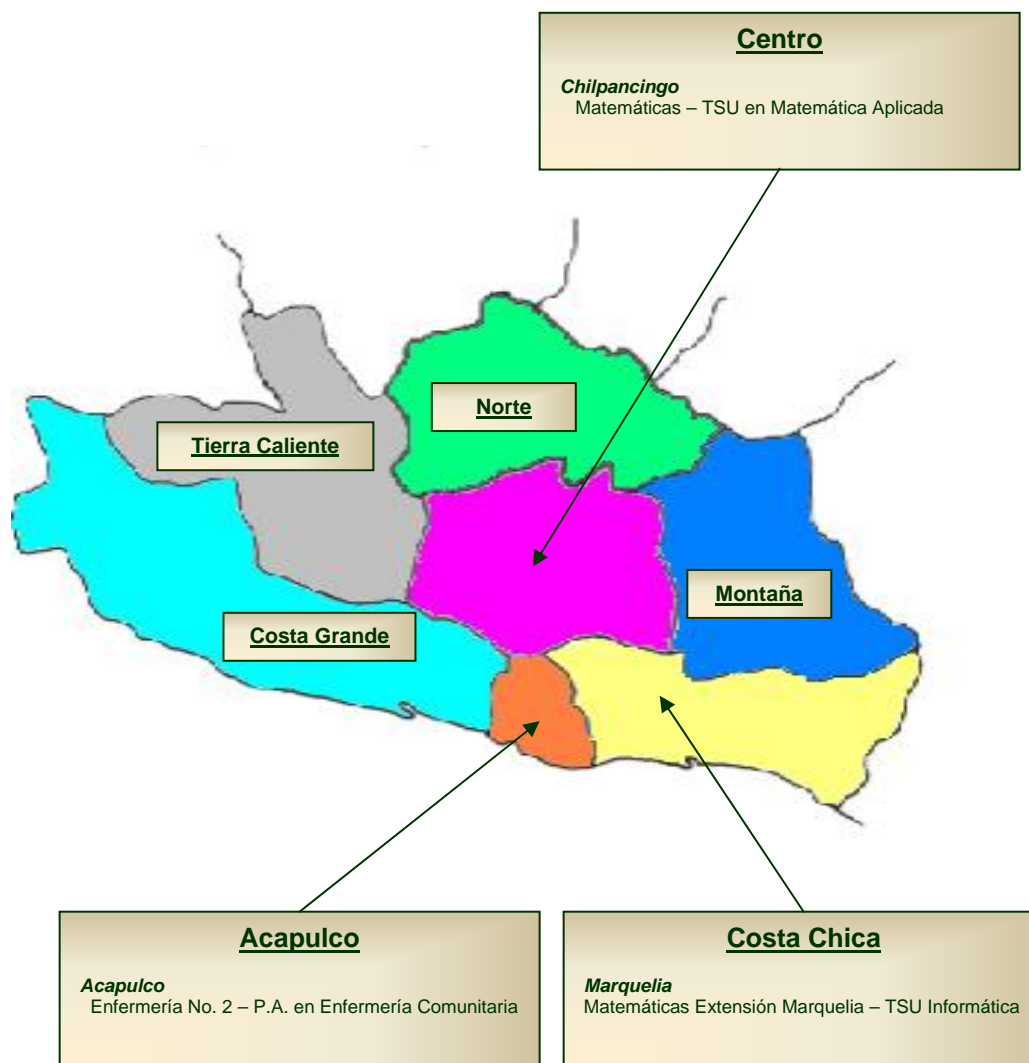 Centro
Chilpancingo
Matemáticas – TSU en Matemática Aplicada
Norte
Tierra Caliente
Montaña
Costa Grande
Acapulco
Acapulco
Enfermería No. 2 – P.A. en Enfermería Comunitaria
Costa Chica
Marquelia
Matemáticas Extensión Marquelia – TSU Informática